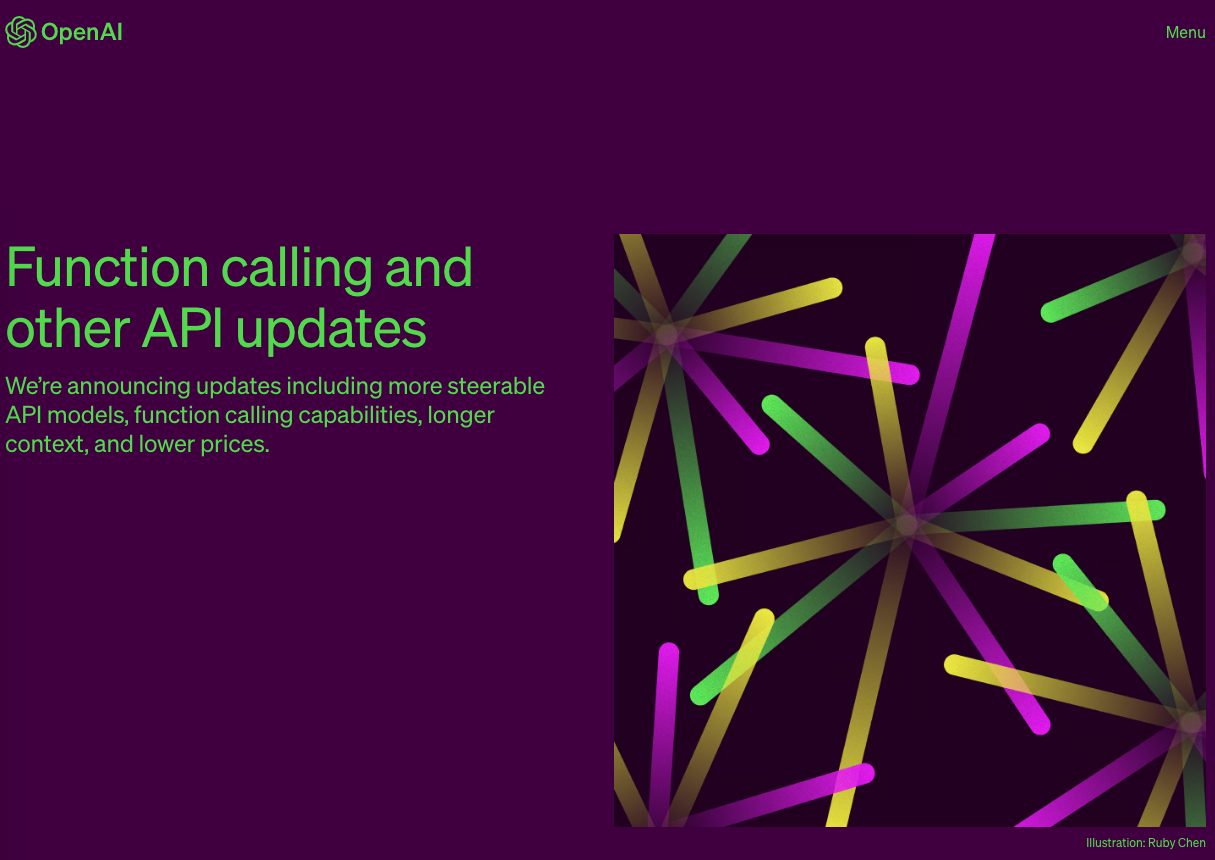 OpenAI
Menu
Function calling and
other API updates
We’re announcing updates including more steerable
API models, function calling capabilities, longer
context, and lower prices.
Illustration: Ruby Chen